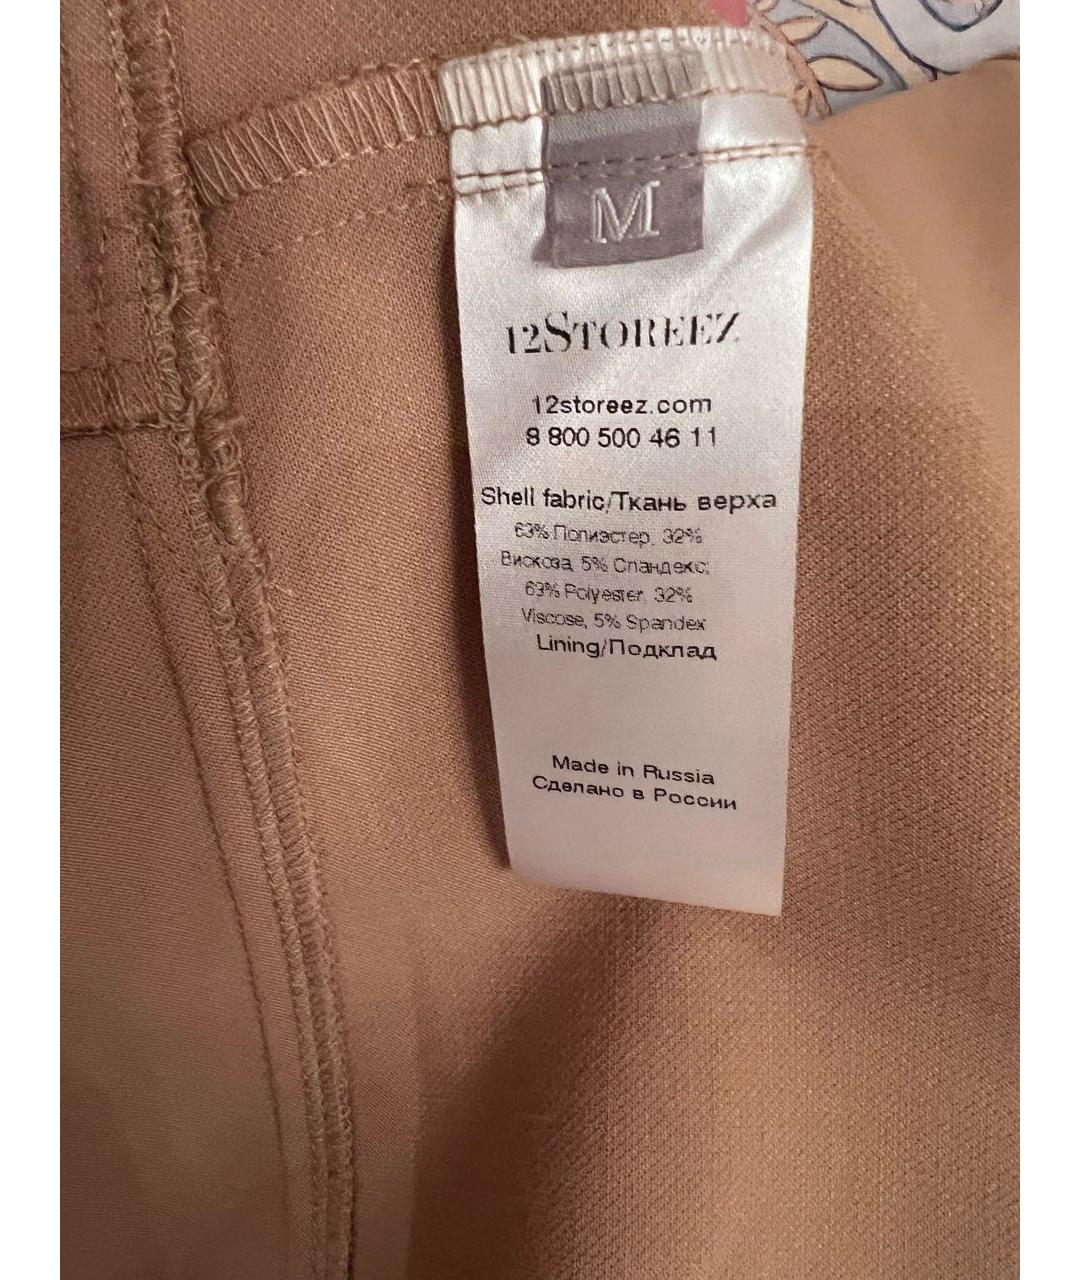 M
12STOREEZ
12storeez.com
8 800 500 46 11
Shell fabric/Ткань верха
63% Полиэстер, 32%
Вискоза, 5% Спандекс;
63% Polyester, 32%
Viscose, 5% Spandex
Lining/Подклад
Made in Russia
Сделано в России